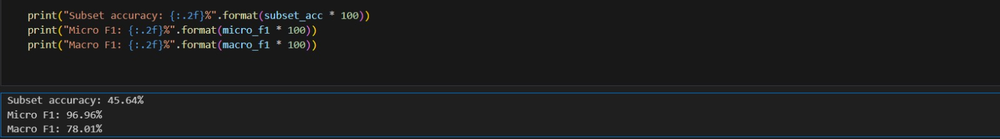 print("Subset accuracy: {:.2f}%".format(subset_acc * 100))
print("Micro F1: {:.2f}%".format(micro_f1 * 100))
print("Macro F1: {:.2f}%".format(macro_f1 * 100))
Subset accuracy: 45.64%
Micro F1: 96.96%
Macro F1: 78.01%